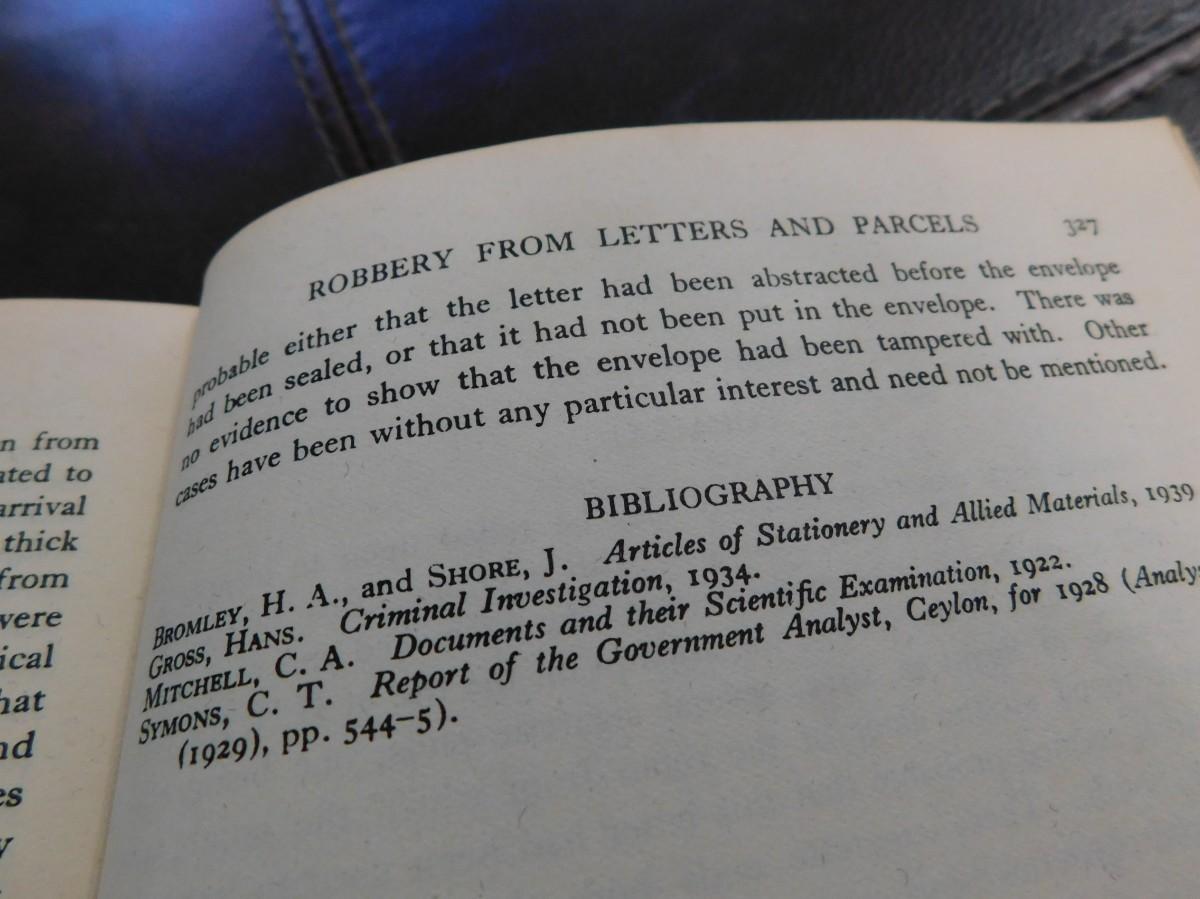 n from
ated to
arrival
thick
from
were
ical
hat
nd
es
y
ROBBERY FROM LETTERS AND PARCELS 327
probable either that the letter had been abstracted before the envelope
had been sealed, or that it had not been put in the envelope. There was
no evidence to show that the envelope had been tampered with. Other
cases have been without any particular interest and need not be mentioned.
BIBLIOGRAPHY
BROMLEY, H. A., and SHORE, J. Articles of Stationery and Allied Materials, 1939
GROSS, HANS. Criminal Investigation, 1934.
MITCHELL, C. A. Documents and their Scientific Examination, 1922.
SYMONS, C. T. Report of the Government Analyst, Ceylon, for 1928 (Analy
(1929), pp. 544–5).